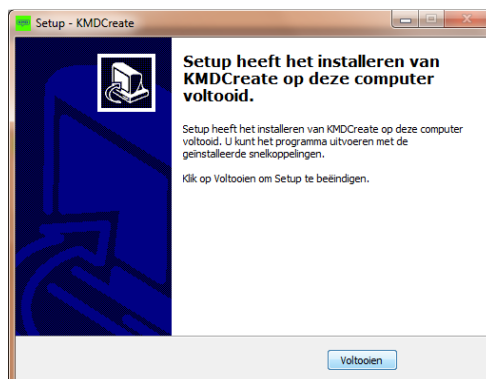 Setup - KMDCreate
Setup heeft het installeren van
KMDCreate op deze computer
voltooid.
Setup heeft het installeren van KMDCreate op deze computer
voltooid. U kunt het programma uitvoeren met de
geïnstalleerde snelkoppelingen.
Klik op Voltooien om Setup te beëindigen.
Voltooien